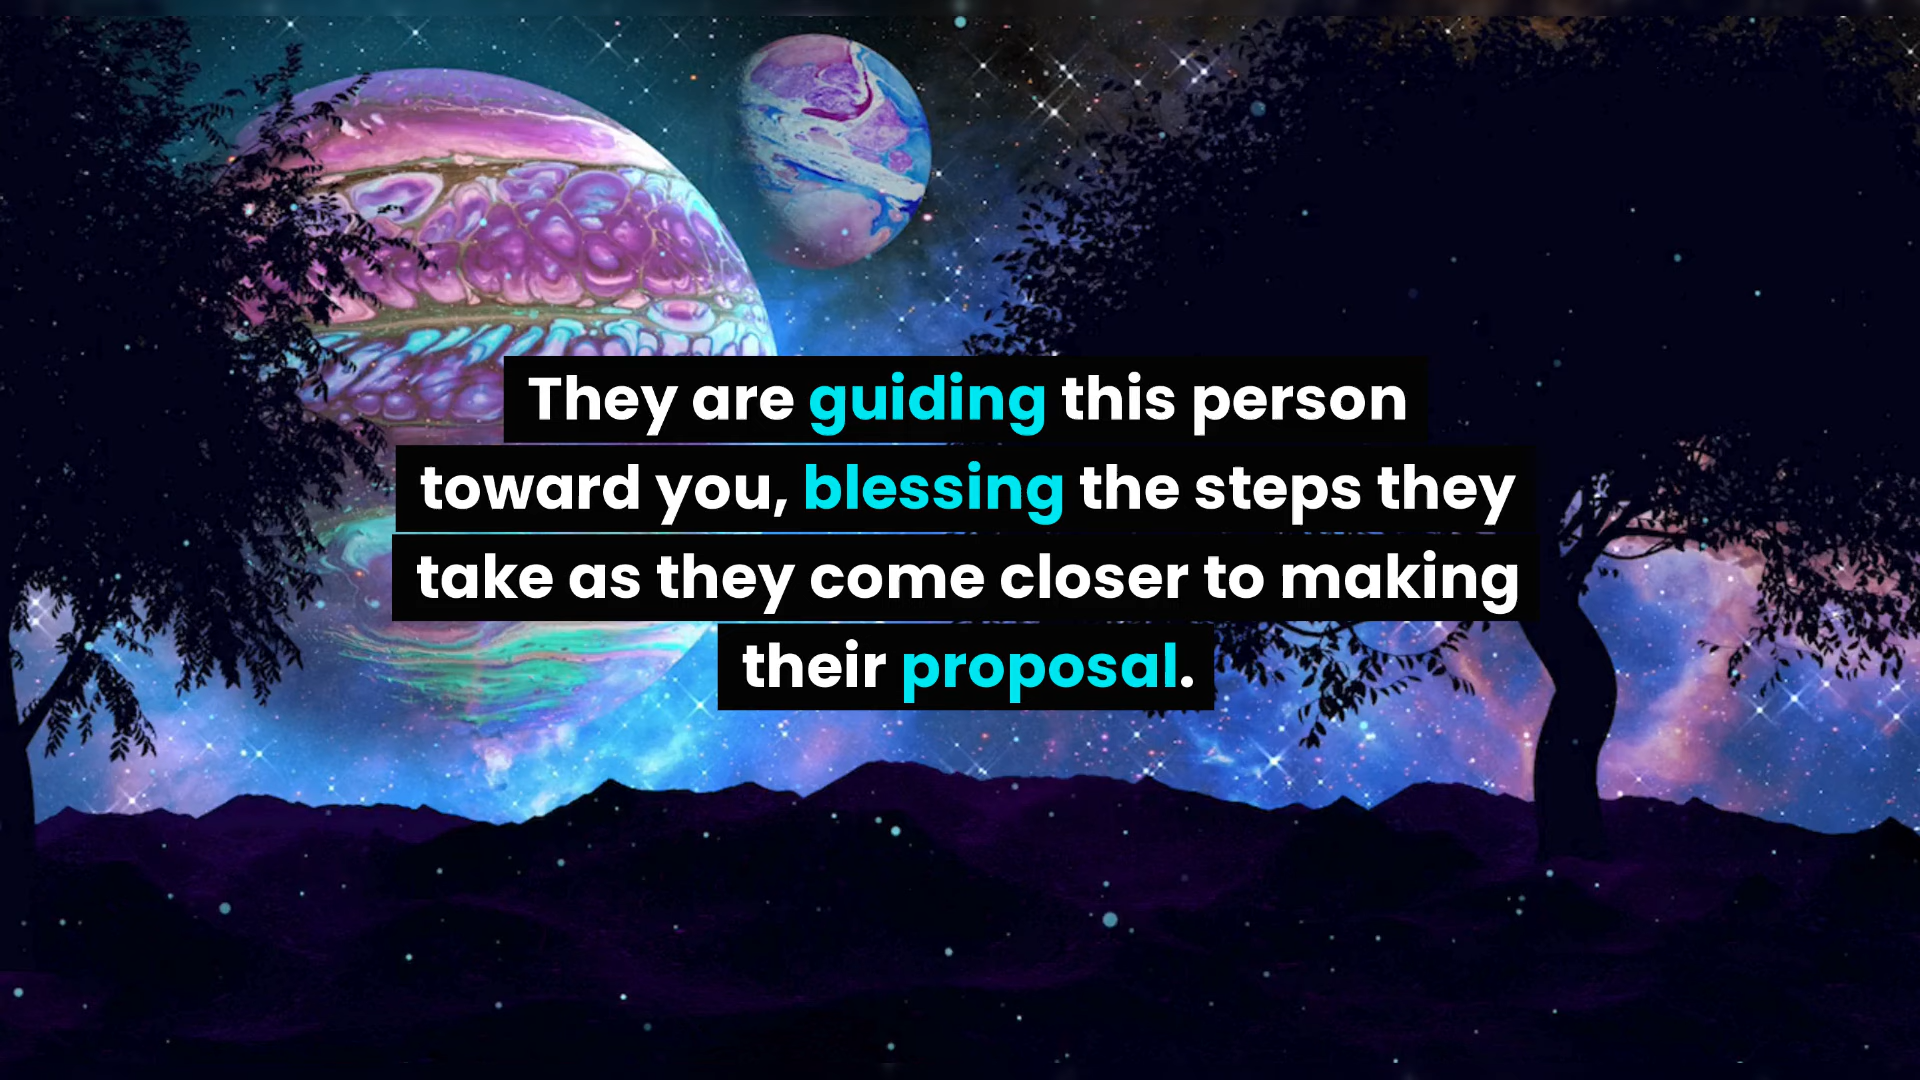 They are guiding this person
toward you, blessing the steps they
take as they come closer to making
their proposal.